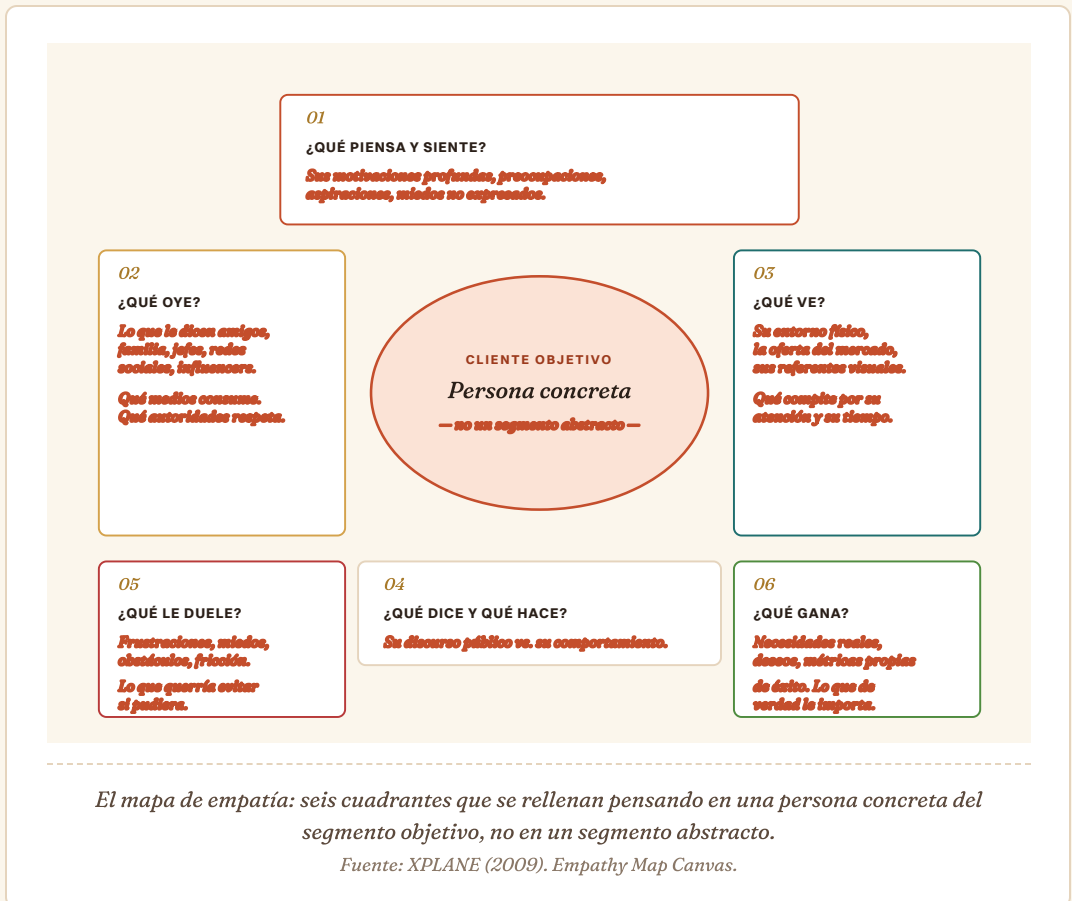 01
¿QUÉ PIENSA Y SIENTE?
Sus motivaciones profundas, preocupaciones,
aspiraciones, miedos no expresados.
02
¿QUÉ OYE?
Lo que le dicen amigos,
familia, jefes, redes
sociales, influencers.
Qué medios consume.
Qué autoridades respeta.
CLIENTE OBJETIVO
Persona concreta
— no un segmento abstracto —
03
¿QUÉ VE?
Su entorno físico,
la oferta del mercado,
sus referentes visuales.
Qué compite por su
atención y su tiempo.
05
¿QUÉ LE DUELE?
Frustraciones, miedos,
obstáculos, fricción.
Lo que querría evitar
si pudiera.
04
¿QUÉ DICE Y QUÉ HACE?
Su discurso público vs. su comportamiento.
06
¿QUÉ GANA?
Necesidades reales,
deseos, métricas propias
de éxito. Lo que de
verdad le importa.
El mapa de empatía: seis cuadrantes que se rellenan pensando en una persona concreta del
segmento objetivo, no en un segmento abstracto.
Fuente: XPLANE (2009). Empathy Map Canvas.